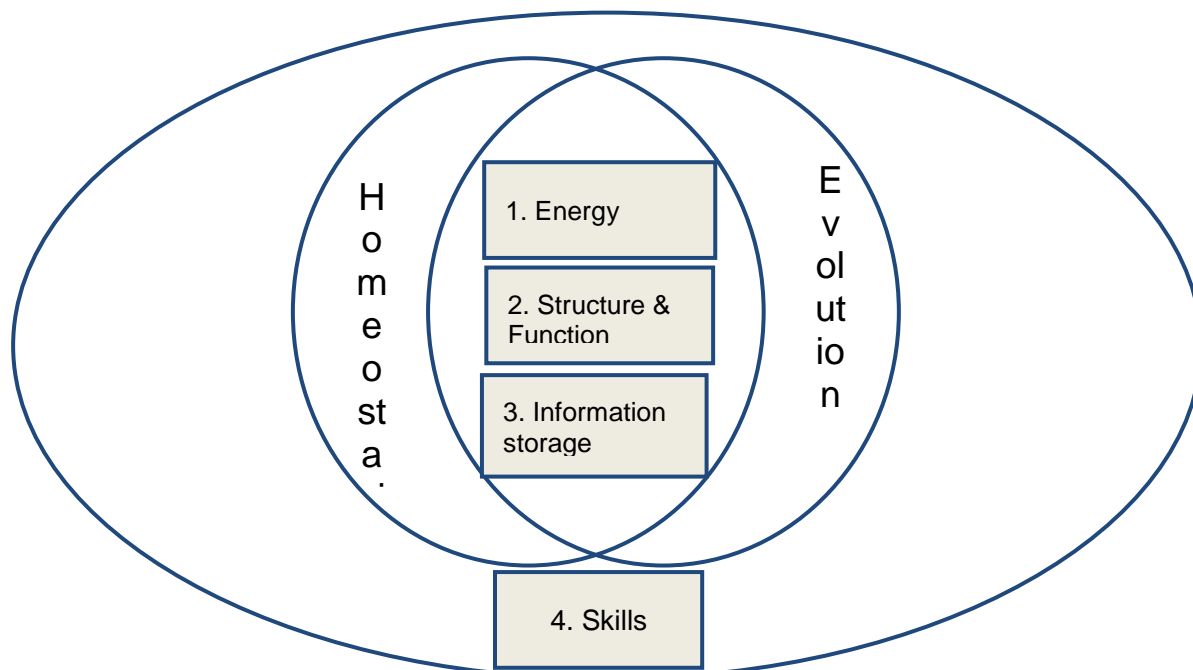 H
o
m
e
o
st
a
1. Energy
2. Structure &
Function
3. Information
storage
E
v
ol
ut
io
n
4. Skills